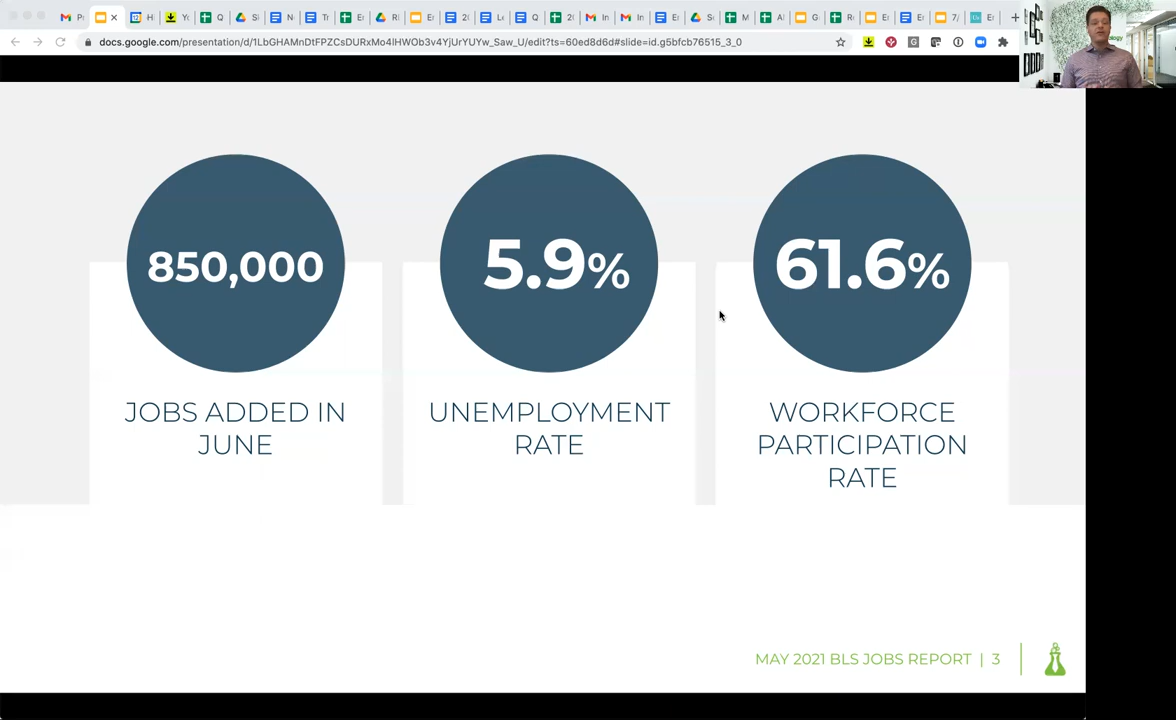 docs.google.com/presentation/d/1LbGHAMnDtFPZCsDURxMo4lHWOb3v4YjUrYUYw_Saw_U/edit?ts=60ed8d6d#slide=id.g5bfcb76515_3_0
850,000
5.9%
61.6%
JOBS ADDED IN
JUNE
UNEMPLOYMENT
RATE
WORKFORCE
PARTICIPATION
RATE
MAY 2021 BLS JOBS REPORT | 3